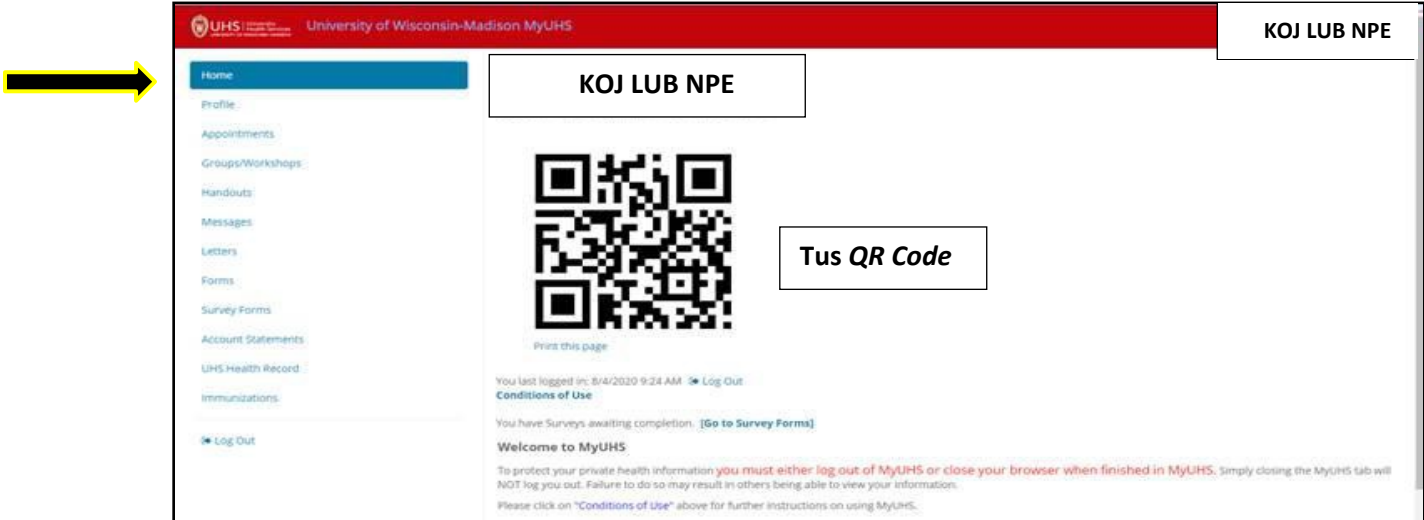 UHS University of Wisconsin-Madison MyUHS
KOJ LUB NPE
Home
KOJ LUB NPE
Profile
Appointments
Groups/Workshops
Handouts
Messages
Letters
Forms
Survey Forms
Account Statements
UHS Health Record
Immunizations
Log Out
Tus QR Code
Print this page
You last logged in: 8/4/2020 9:24 AM Log Out
Conditions of Use
You have Surveys awaiting completion. [Go to Survey Forms]
Welcome to MyUHS
To protect your private health information you must either log out of MyUHS or close your browser when finished in MyUHS. Simply closing the MyUHS tab will
NOT log you out. Failure to do so may result in others being able to view your information.
Please click on "Conditions of Use" above for further instructions on using MyUHS.